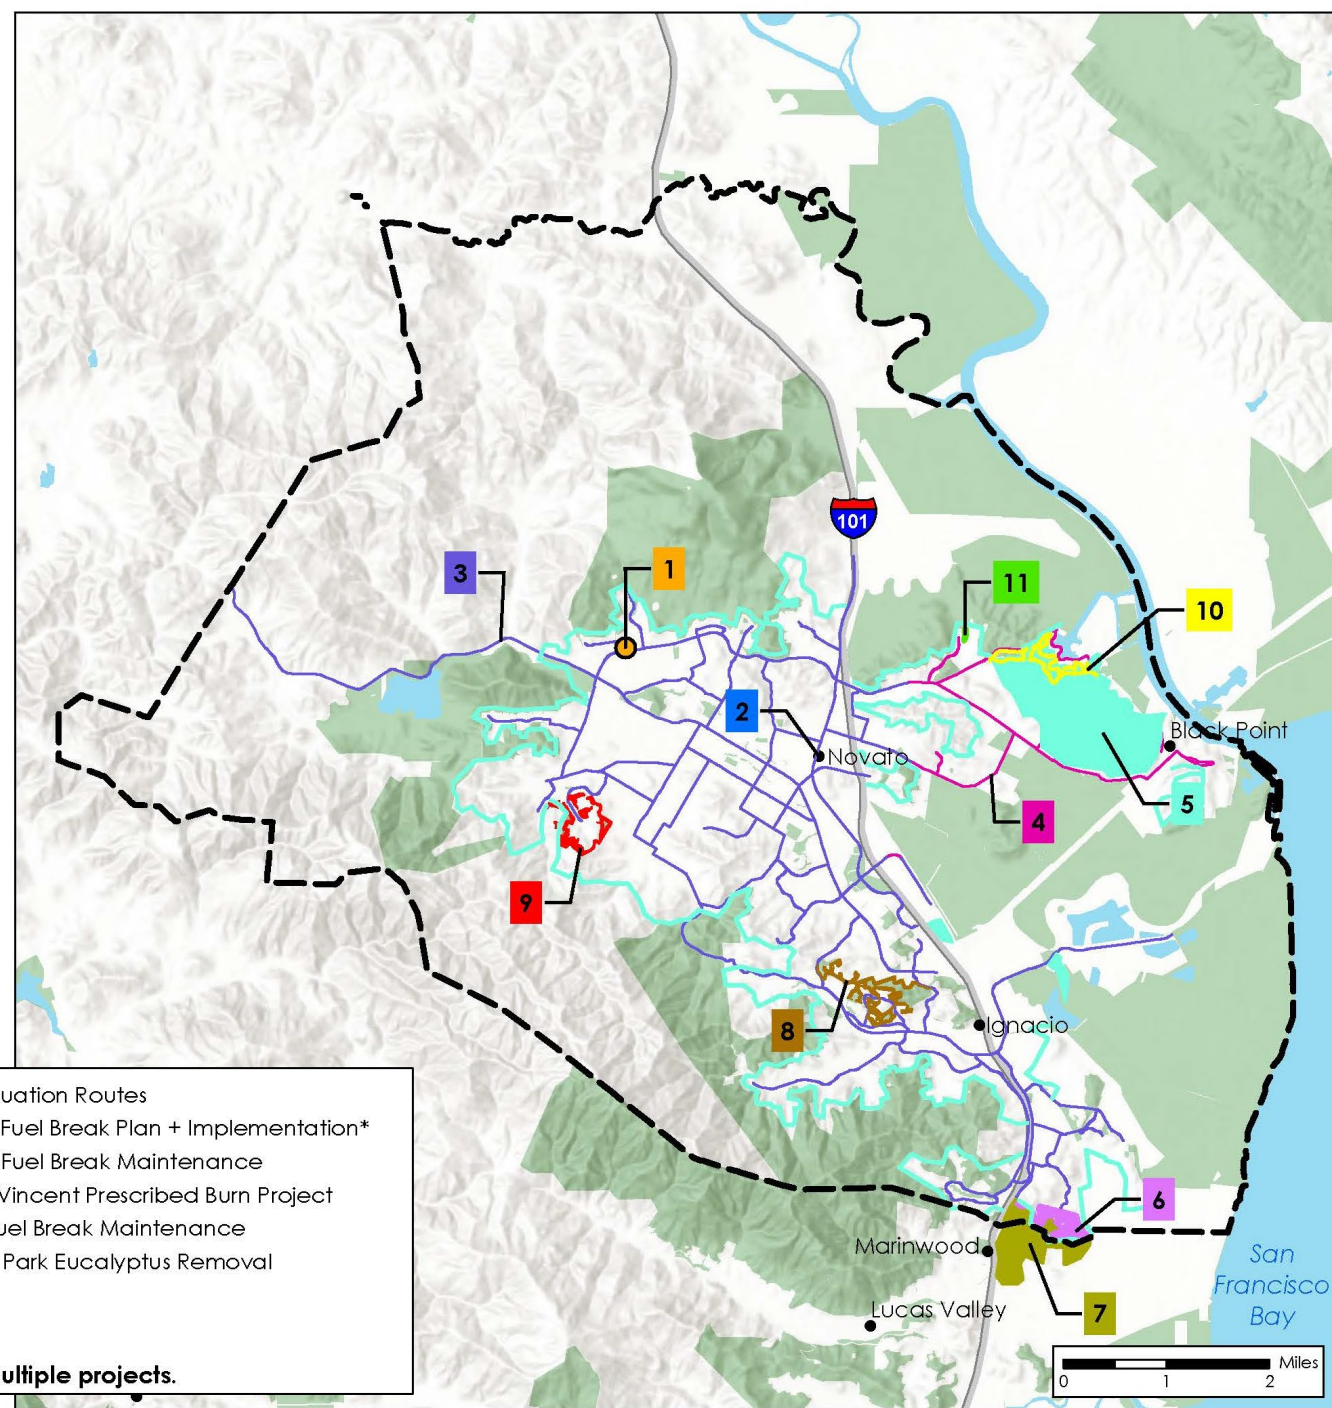 101
3
1
11
10
2
Novato
Black Point
5
4
9
8
Ignacio
uation Routes
Fuel Break Plan + Implementation*
Fuel Break Maintenance
Vincent Prescribed Burn Project
uel Break Maintenance
Park Eucalyptus Removal
ultiple projects.
6
Marinwood
7
Lucas Valley
San
Francisco
Bay
Miles
0 1 2